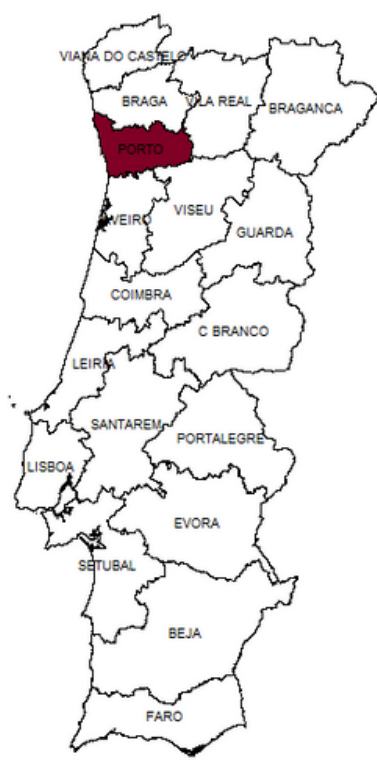 VIANA DO CASTELO
BRAGA
VILA REAL
BRAGANCA
PORTO
AVEIRO
VISEU
GUARDA
COIMBRA
C BRANCO
LEIRIA
SANTAREM
PORTALEGRE
LISBOA
EVORA
SETUBAL
BEJA
FARO